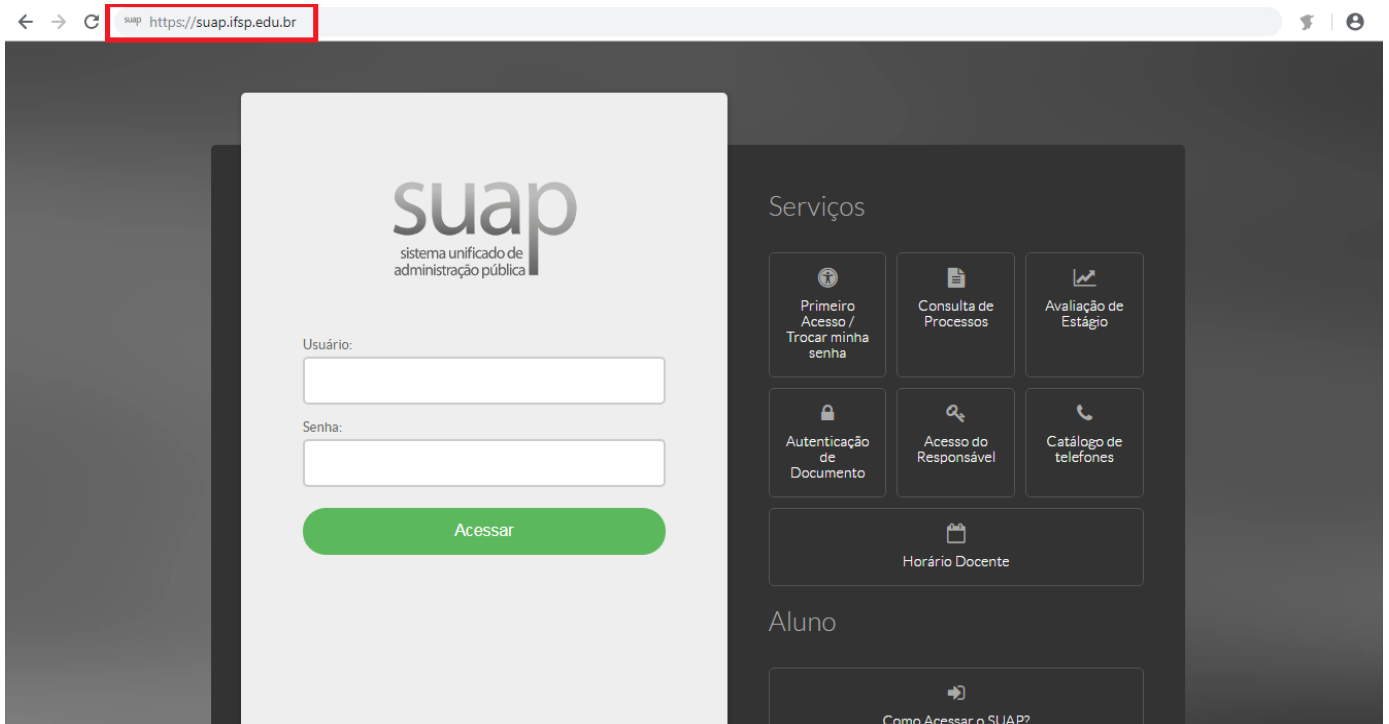 suap https://suap.ifsp.edu.br
suap
sistema unificado de
administração pública
Usuário:
Senha:
Acessar
Serviços
Primeiro
Acesso /
Trocar minha
senha
Consulta de
Processos
Avaliação de
Estágio
Autenticação
de
Documento
Acesso do
Responsável
Catálogo de
telefones
Horário Docente
Aluno
Como Acessar o SUAP?